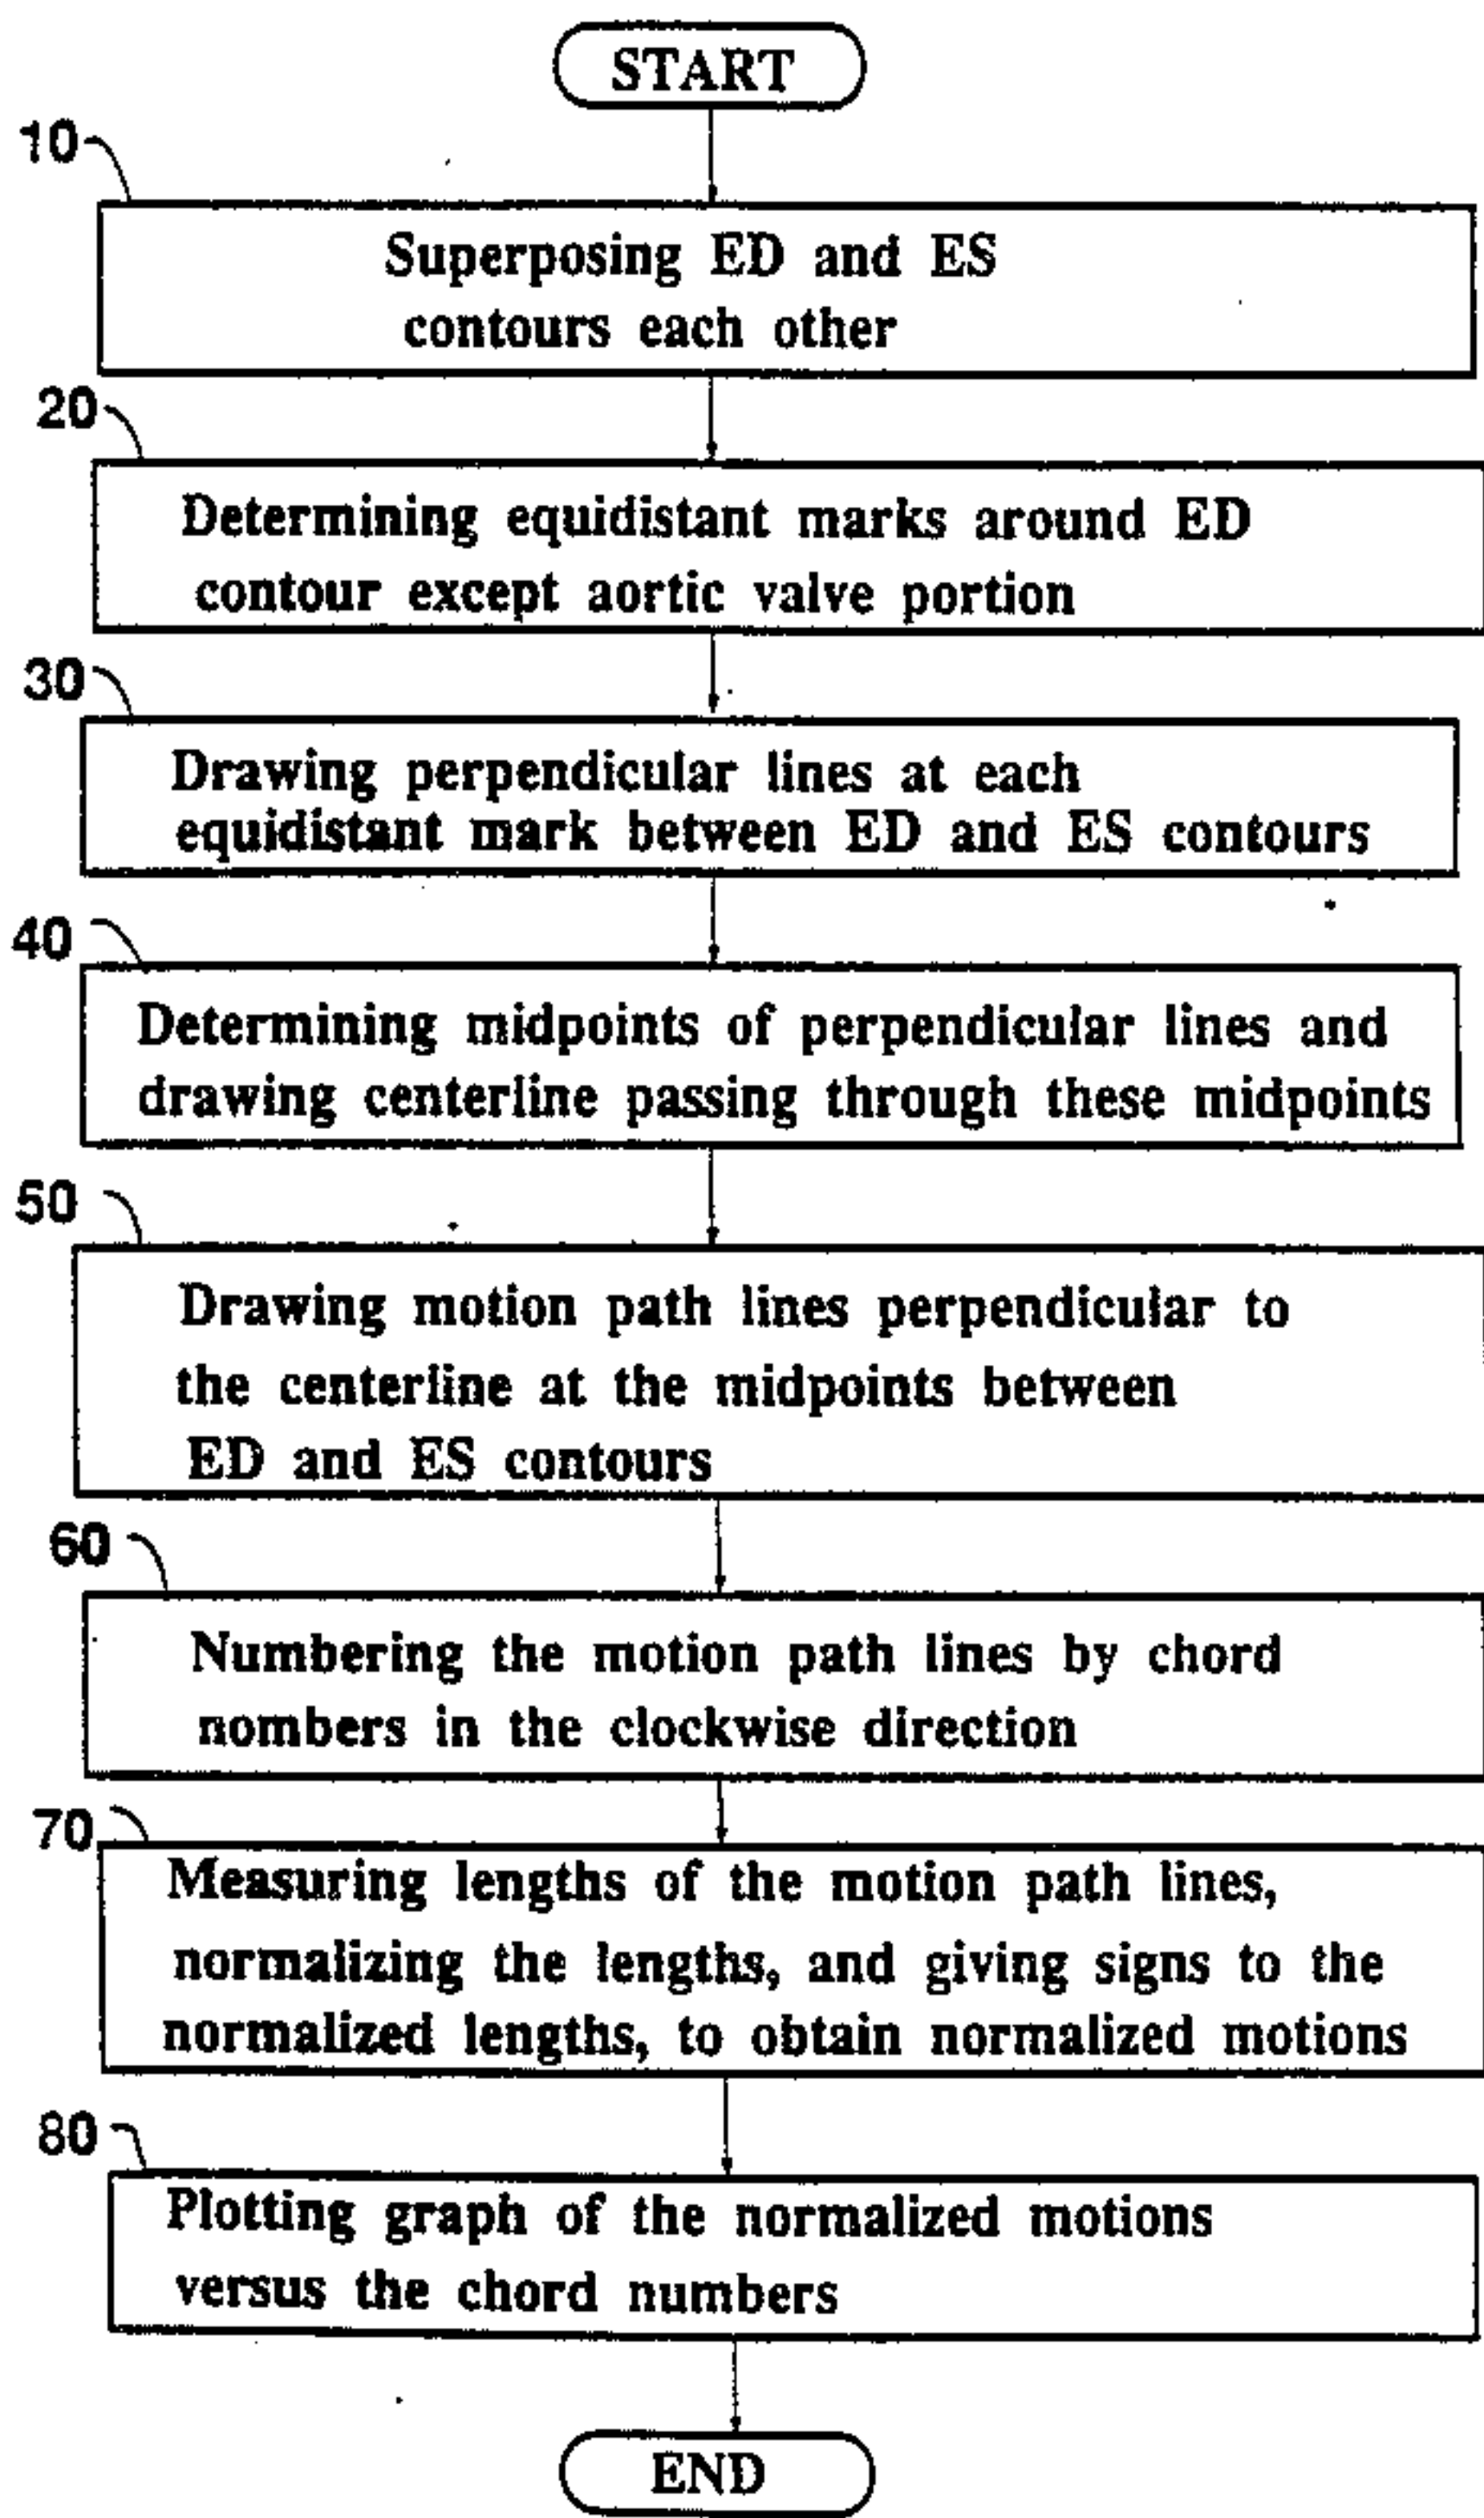 START
10
Superposing ED and ES
contours each other
20
Determining equidistant marks around ED
contour except aortic valve portion
30
Drawing perpendicular lines at each
equidistant mark between ED and ES contours
40
Determining midpoints of perpendicular lines and
drawing centerline passing through these midpoints
50
Drawing motion path lines perpendicular to
the centerline at the midpoints between
ED and ES contours
60
Numbering the motion path lines by chord
nombers in the clockwise direction
70
Measuring lengths of the motion path lines,
normalizing the lengths, and giving signs to the
normalized lengths, to obtain normalized motions
80
Plotting graph of the normalized motions
versus the chord numbers
END